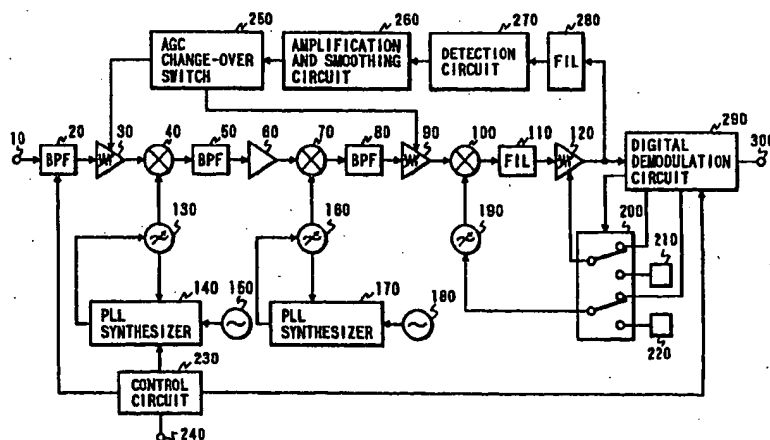 250
260
270
280
AGC
CHANGE-OVER
SWITCH
AMPLIFICATION
AND SMOOTHING
CIRCUIT
DETECTION
CIRCUIT
FIL
10
20
30
40
50
60
70
80
90
100
110
120
290
300
BPF
BPF
BPF
FIL
DIGITAL
DEMODULATION
CIRCUIT
130
160
190
200
210
140
150
170
180
PLL
SYNTHESIZER
PLL
SYNTHESIZER
220
230
CONTROL
CIRCUIT
240